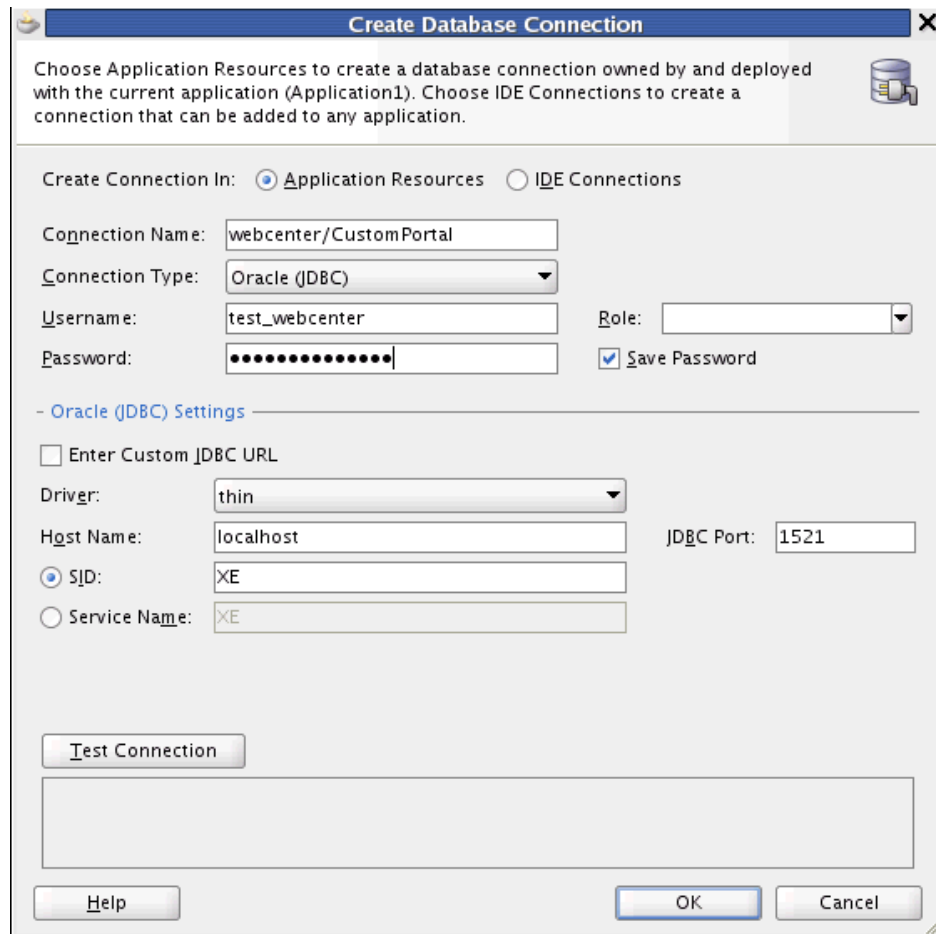 Create Database Connection
Choose Application Resources to create a database connection owned by and deployed
with the current application (Application1). Choose IDE Connections to create a
connection that can be added to any application.
Create Connection In: Application Resources IDE Connections
Connection Name: webcenter/CustomPortal
Connection Type: Oracle (JDBC)
Username: test_webcenter Role:
Password: ●●●●●●●●●●●●●● Save Password
Oracle (JDBC) Settings
Enter Custom JDBC URL
Driver: thin
Host Name: localhost JDBC Port: 1521
SID: XE
Service Name: XE
Test Connection
Help OK Cancel